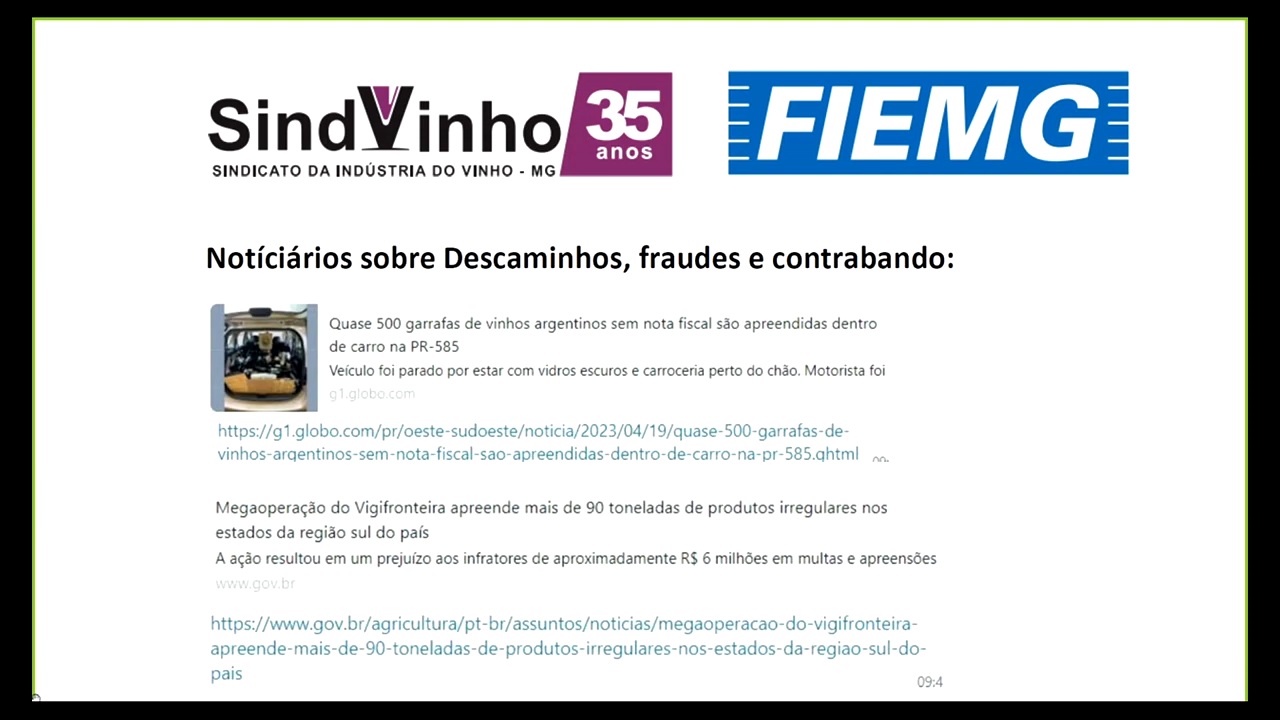 SindVinho 35
anos
SINDICATO DA INDÚSTRIA DO VINHO - MG
FIEMG
Notíciários sobre Descaminhos, fraudes e contrabando:
Quase 500 garrafas de vinhos argentinos sem nota fiscal são apreendidas dentro
de carro na PR-585
Veículo foi parado por estar com vidros escuros e carroceria perto do chão. Motorista foi
g1.globo.com
https://g1.globo.com/pr/oeste-sudoeste/noticia/2023/04/19/quase-500-garrafas-de-
vinhos-argentinos-sem-nota-fiscal-sao-apreendidas-dentro-de-carro-na-pr-585.ghtml
Megaoperação do Vigifronteira apreende mais de 90 toneladas de produtos irregulares nos
estados da região sul do país
A ação resultou em um prejuízo aos infratores de aproximadamente R$ 6 milhões em multas e apreensões
www.gov.br
https://www.gov.br/agricultura/pt-br/assuntos/noticias/megaoperacao-do-vigifronteira-
apreende-mais-de-90-toneladas-de-produtos-irregulares-nos-estados-da-regiao-sul-do-
pais
09:4